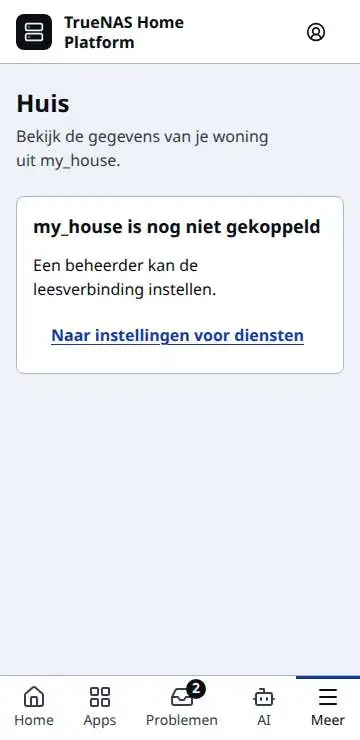 TrueNAS Home
Platform
Huis
Bekijk de gegevens van je woning
uit my_house.
my_house is nog niet gekoppeld
Een beheerder kan de
leesverbinding instellen.
Naar instellingen voor diensten
2
Home
Apps
Problemen
AI
Meer